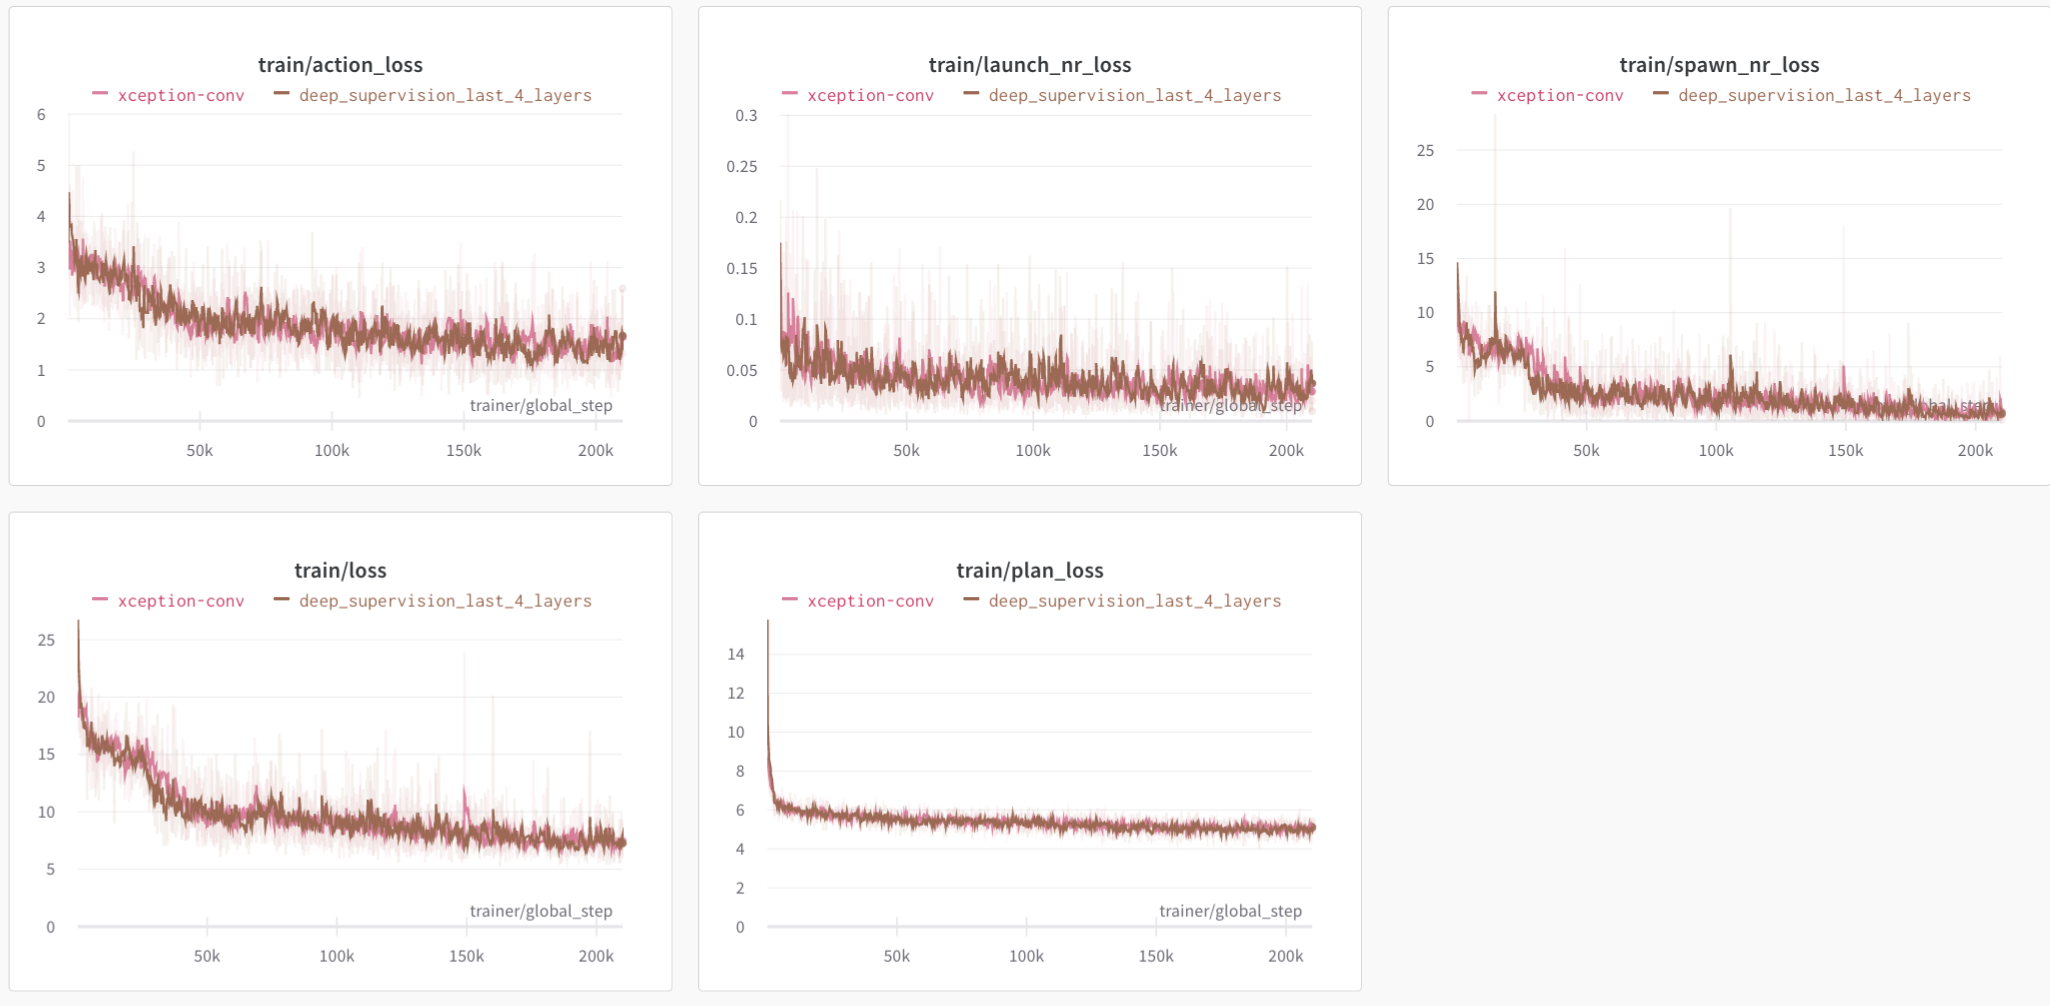 train/action_loss
xception-conv deep_supervision_last_4_layers
6
5
4
3
2
1
0
trainer/global_step
50k 100k 150k 200k
train/launch_nr_loss
xception-conv deep_supervision_last_4_layers
0.3
0.25
0.2
0.15
0.1
0.05
0
trainer/global_step
50k 100k 150k 200k
train/spawn_nr_loss
xception-conv deep_supervision_last_4_layers
25
20
15
10
5
0
50k 100k 150k 200k
train/loss
xception-conv deep_supervision_last_4_layers
25
20
15
10
5
0
trainer/global_step
50k 100k 150k 200k
train/plan_loss
xception-conv deep_supervision_last_4_layers
14
12
10
8
6
4
2
0
trainer/global_step
50k 100k 150k 200k